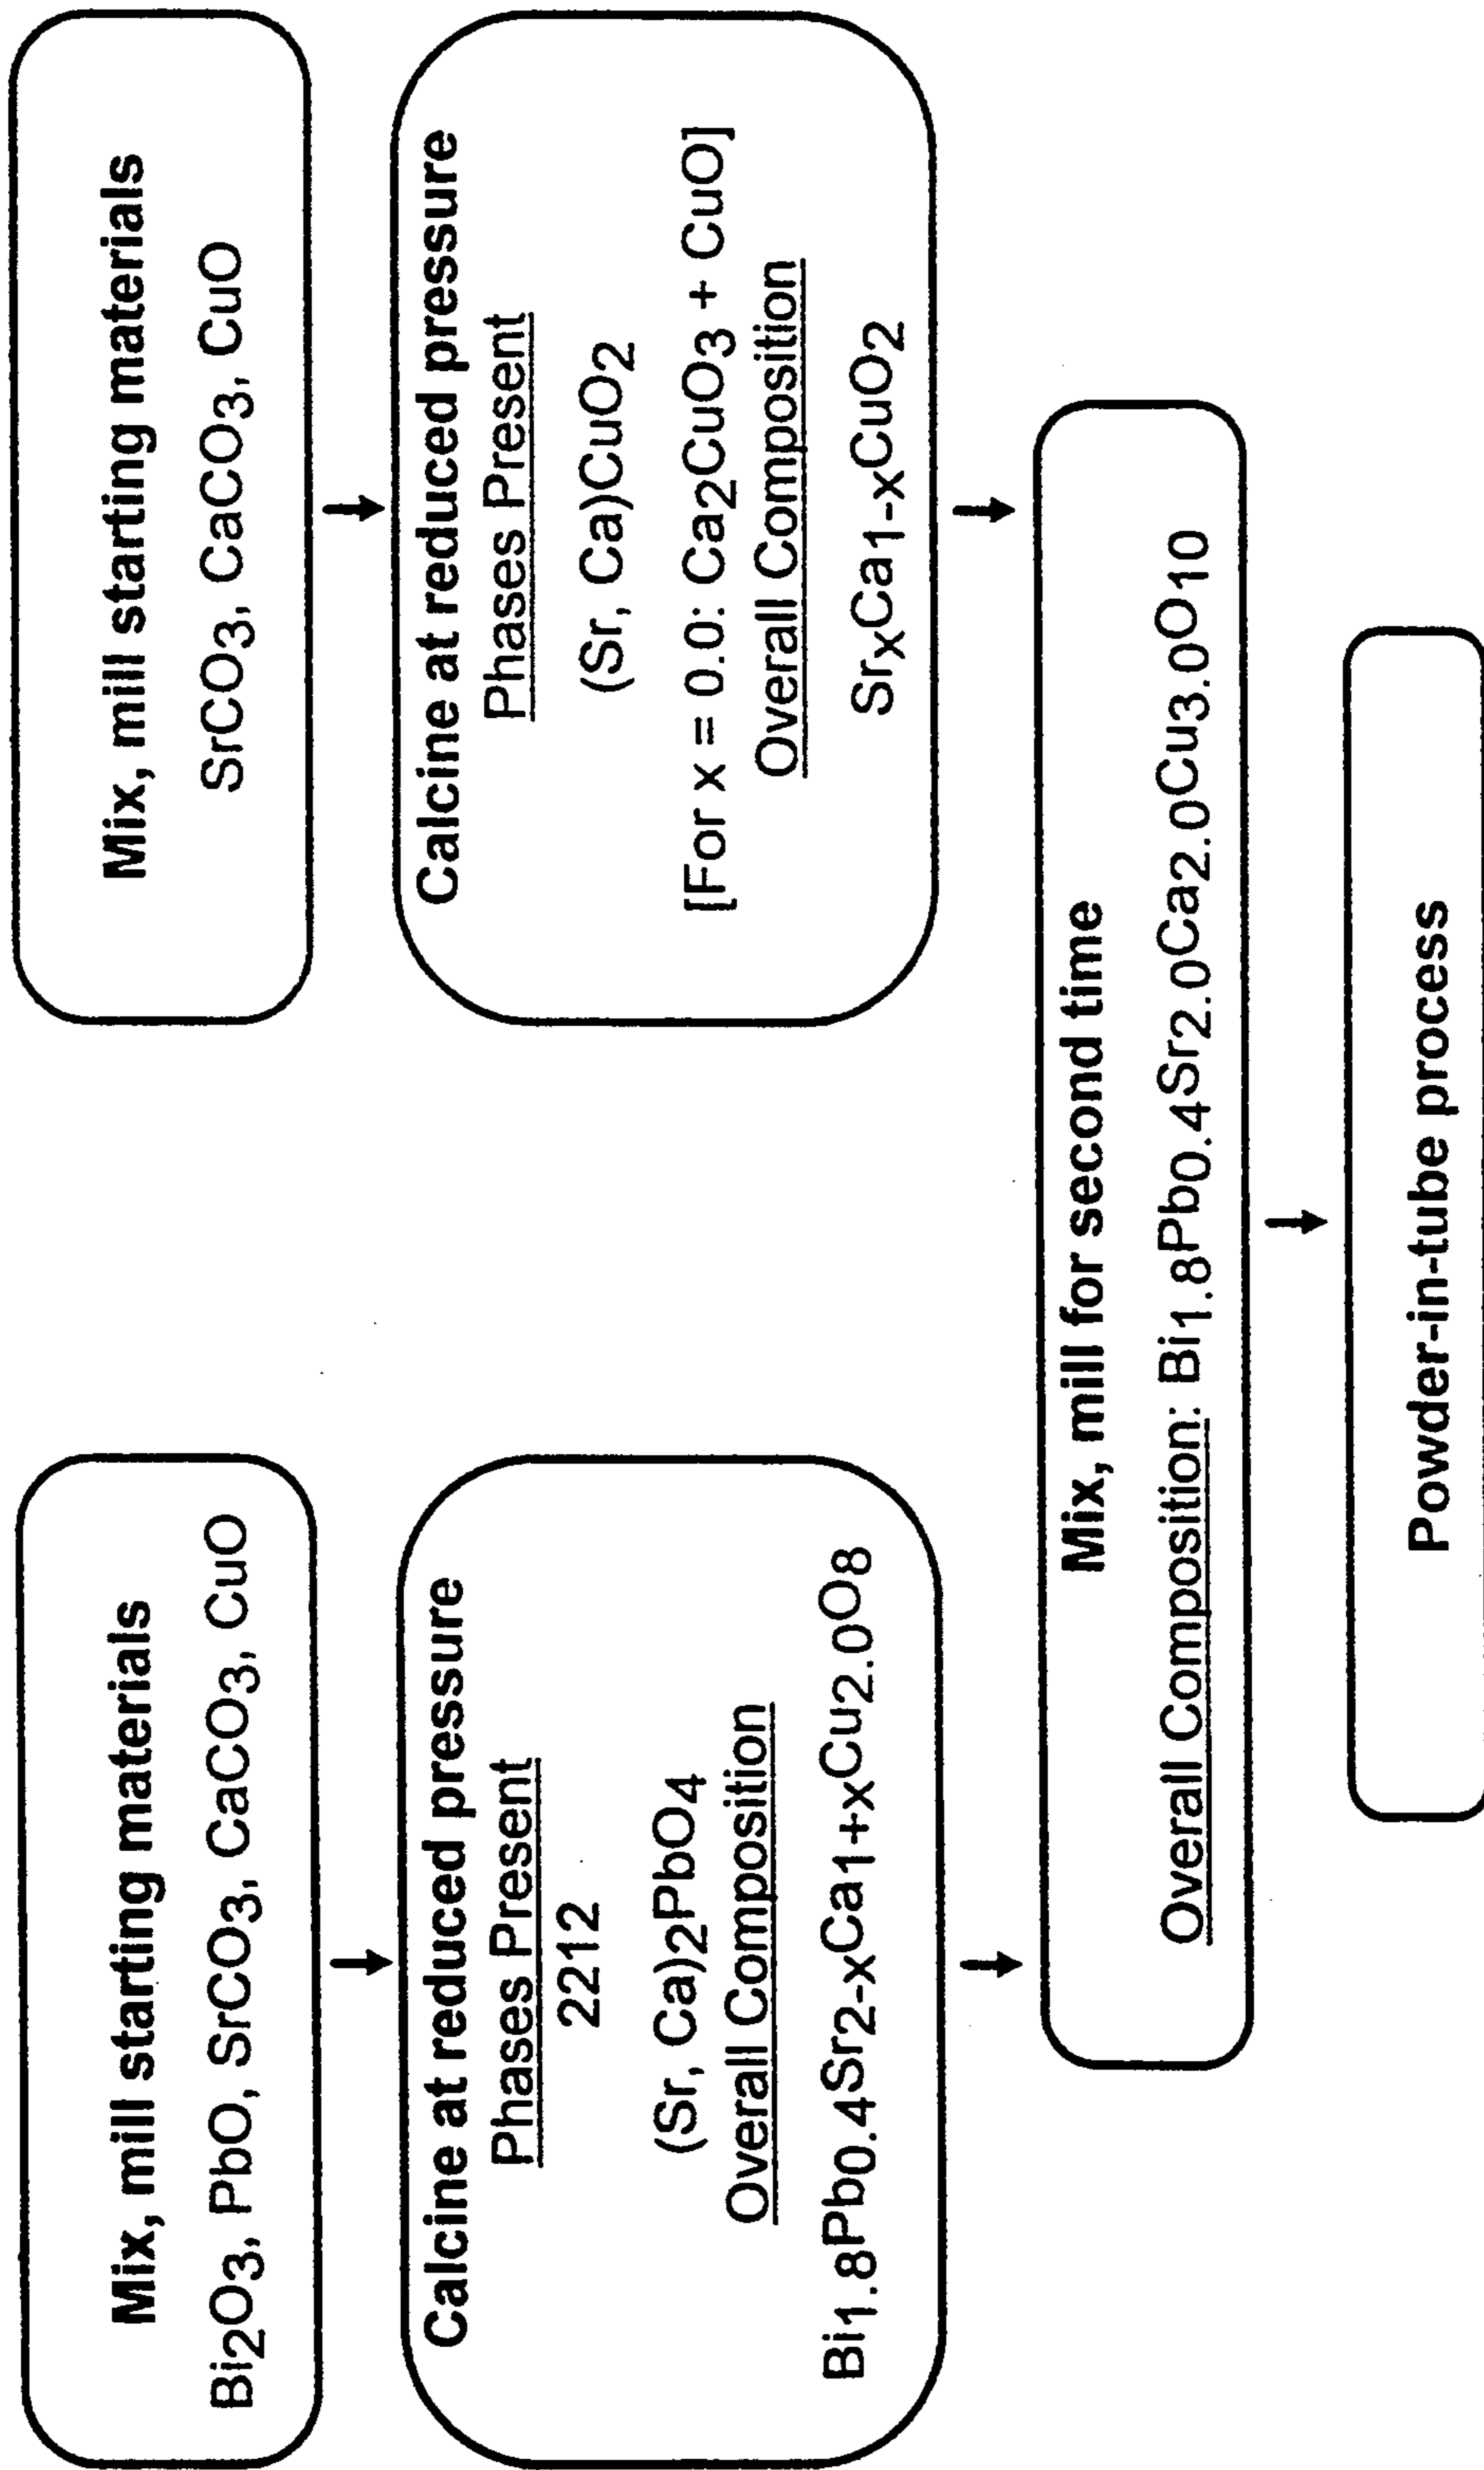 Mix, mill starting materials
Bi2O3, PbO, SrCO3, CaCO3, CuO
Calcine at reduced pressure
Phases Present
2212
(Sr, Ca)2PbO4
Overall Composition
Bi1.8Pb0.4Sr2-xCa1+xCu2.0O8
Mix, mill starting materials
SrCO3, CaCO3, CuO
Calcine at reduced pressure
Phases Present
(Sr, Ca)CuO2
[For x = 0.0: Ca2CuO3 + CuO]
Overall Composition
SrxCa1-xCuO2
Mix, mill for second time
Overall Composition: Bi1.8Pb0.4Sr2.0Ca2.0Cu3.0O10
Powder-in-tube process